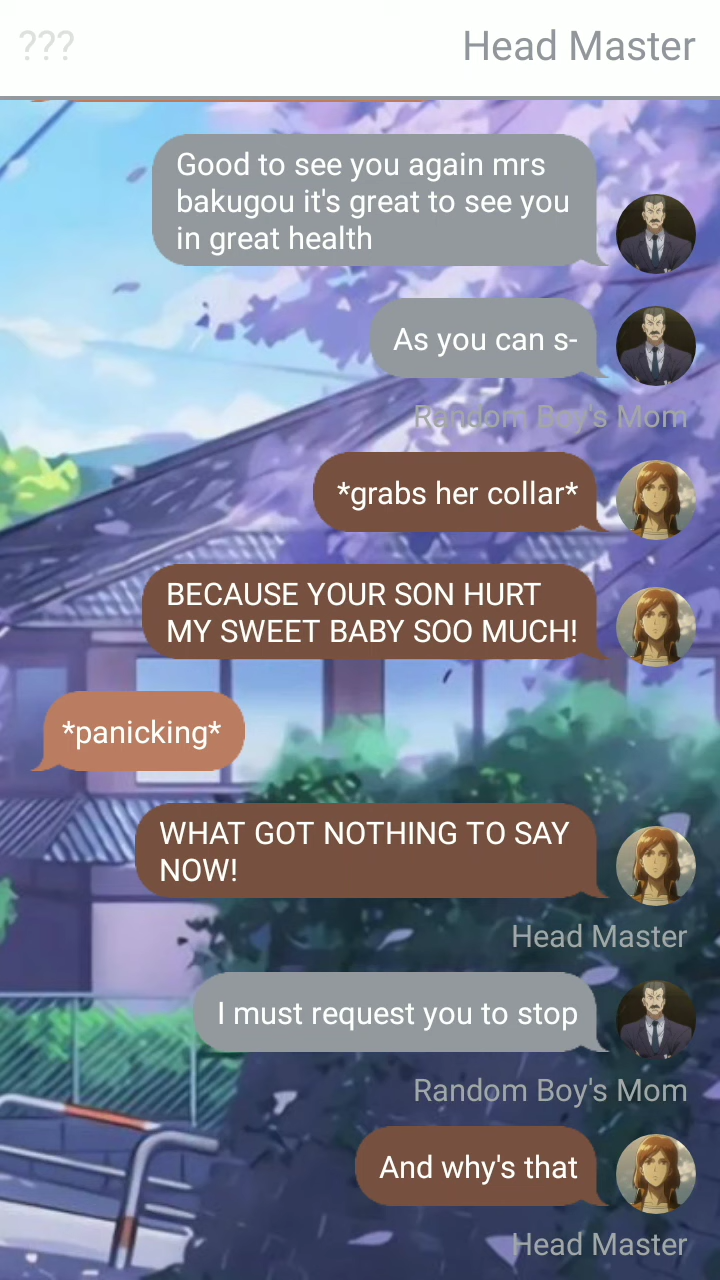 ???
Head Master
Good to see you again mrs
bakugou it's great to see you
in great health
As you can s-
Random Boy's Mom
*grabs her collar*
BECAUSE YOUR SON HURT
MY SWEET BABY SOO MUCH!
*panicking*
WHAT GOT NOTHING TO SAY
NOW!
Head Master
I must request you to stop
Random Boy's Mom
And why's that
Head Master